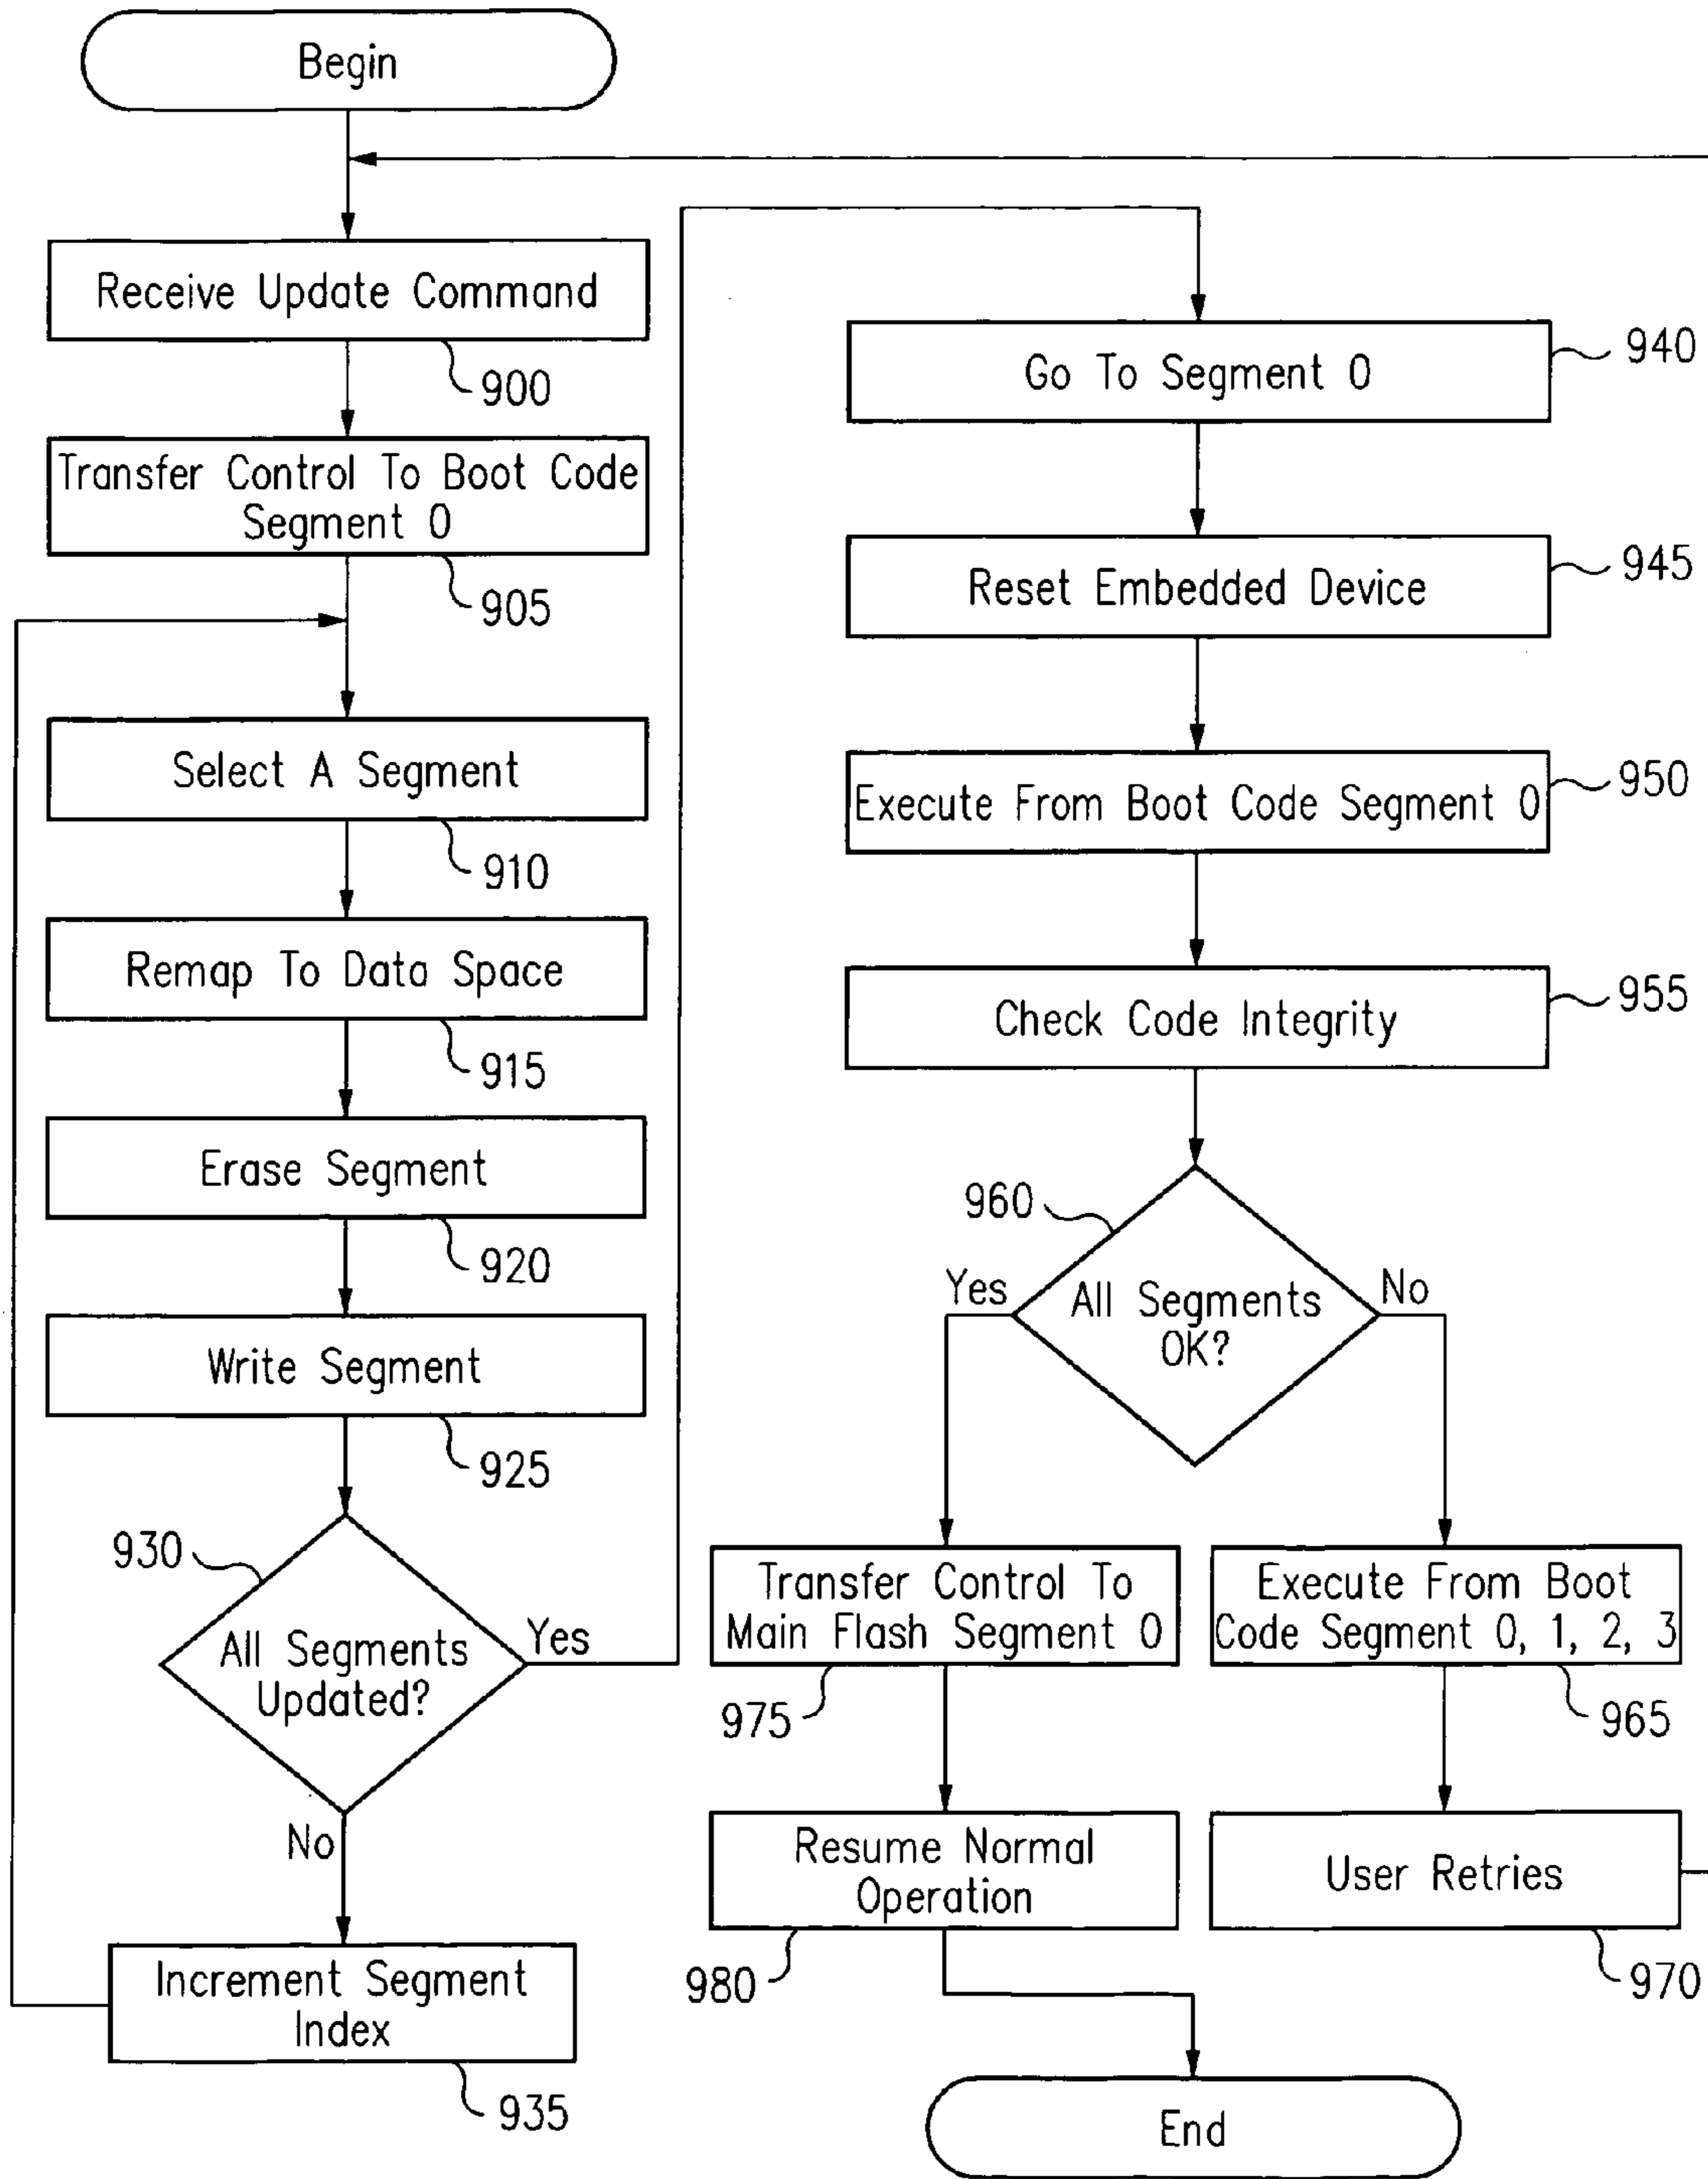 Begin
Receive Update Command
900
Transfer Control To Boot Code
Segment 0
905
Select A Segment
910
Remap To Data Space
915
Erase Segment
920
Write Segment
925
930
All Segments
Updated?
Yes
No
Increment Segment
Index
935
Go To Segment 0
940
Reset Embedded Device
945
Execute From Boot Code Segment 0
950
Check Code Integrity
955
960
All Segments
OK?
Yes
No
Transfer Control To
Main Flash Segment 0
975
Execute From Boot
Code Segment 0, 1, 2, 3
965
Resume Normal
Operation
980
User Retries
970
End